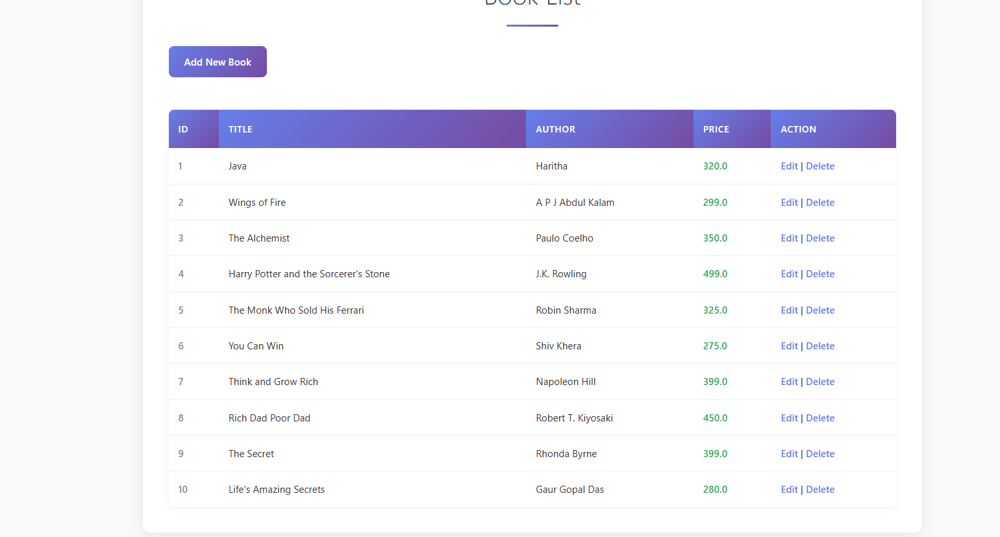 Book List
Add New Book
ID TITLE AUTHOR PRICE ACTION
1 Java Haritha 320.0 Edit | Delete
2 Wings of Fire A P J Abdul Kalam 299.0 Edit | Delete
3 The Alchemist Paulo Coelho 350.0 Edit | Delete
4 Harry Potter and the Sorcerer's Stone J.K. Rowling 499.0 Edit | Delete
5 The Monk Who Sold His Ferrari Robin Sharma 325.0 Edit | Delete
6 You Can Win Shiv Khera 275.0 Edit | Delete
7 Think and Grow Rich Napoleon Hill 399.0 Edit | Delete
8 Rich Dad Poor Dad Robert T. Kiyosaki 450.0 Edit | Delete
9 The Secret Rhonda Byrne 399.0 Edit | Delete
10 Life's Amazing Secrets Gaur Gopal Das 280.0 Edit | Delete